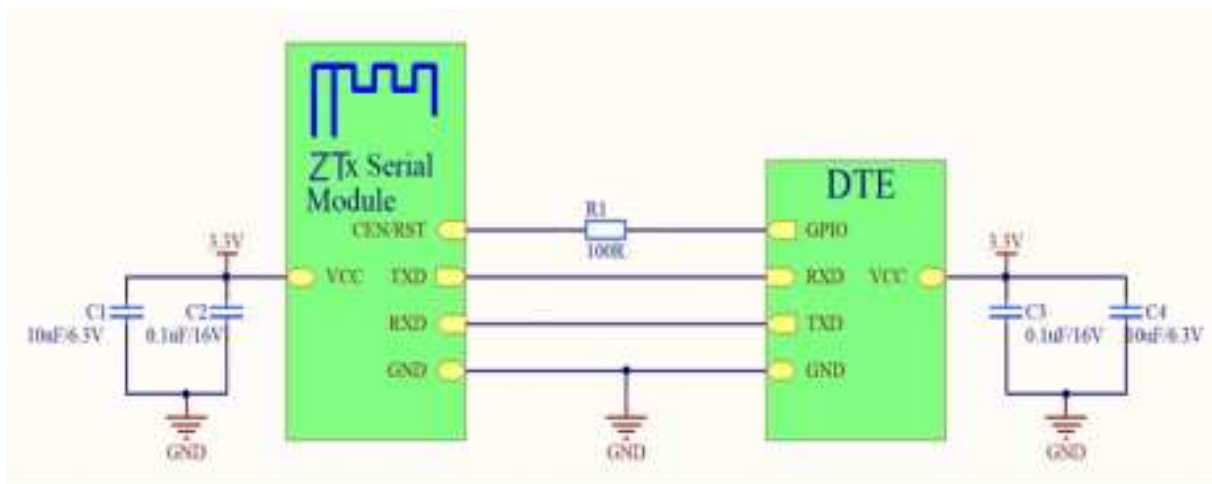 ZTx Serial
Module
CEN/RST
VCC
TXD
RXD
GND
3.3V
C1
10uF/6.3V
C2
0.1uF/16V
GND
R1
100R
GND
DTE
GPIO
RXD
VCC
TXD
GND
3.3V
C3
0.1uF/16V
C4
10uF/6.3V
GND